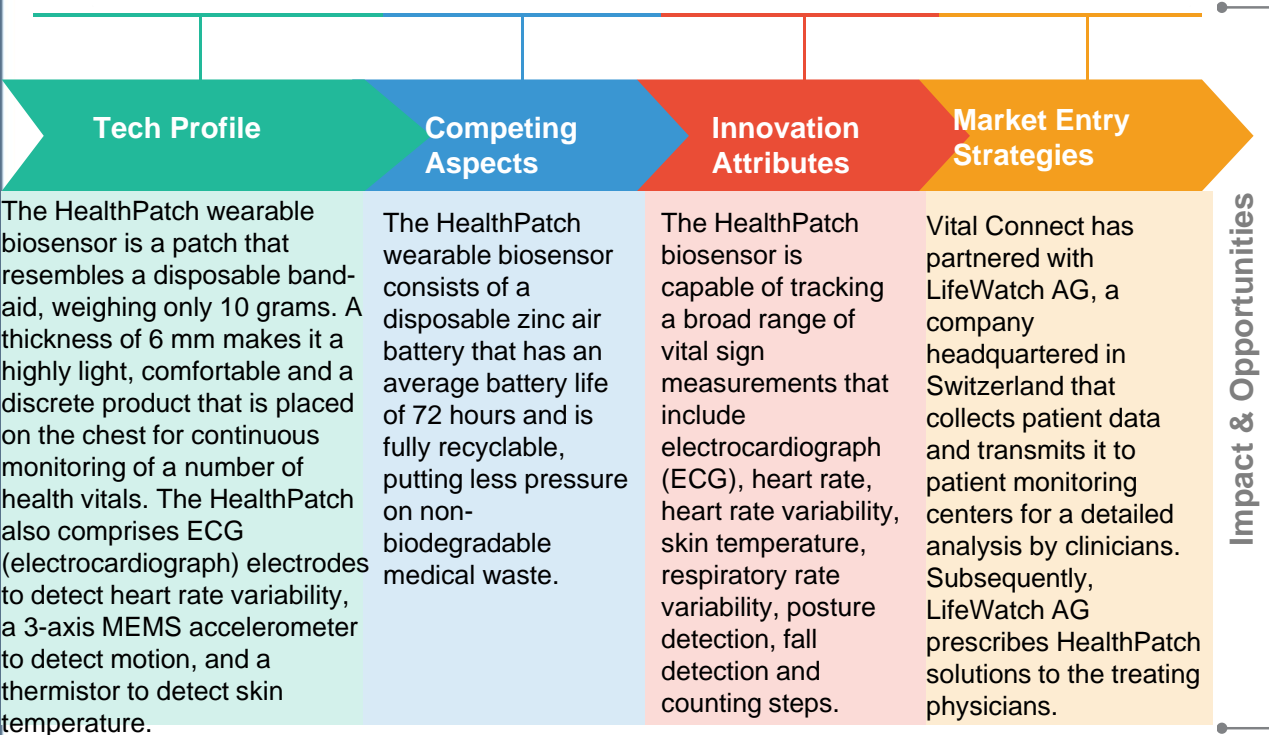 Tech Profile
The HealthPatch wearable
biosensor is a patch that
resembles a disposable band-
aid, weighing only 10 grams. A
thickness of 6 mm makes it a
highly light, comfortable and a
discrete product that is placed
on the chest for continuous
monitoring of a number of
health vitals. The HealthPatch
also comprises ECG
(electrocardiograph) electrodes
to detect heart rate variability,
a 3-axis MEMS accelerometer
to detect motion, and a
thermistor to detect skin
temperature.
Competing
Aspects
The HealthPatch
wearable biosensor
consists of a
disposable zinc air
battery that has an
average battery life
of 72 hours and is
fully recyclable,
putting less pressure
on non-
biodegradable
medical waste.
Innovation
Attributes
The HealthPatch
biosensor is
capable of tracking
a broad range of
vital sign
measurements that
include
electrocardiograph
(ECG), heart rate,
heart rate variability,
skin temperature,
respiratory rate
variability, posture
detection, fall
detection and
counting steps.
Market Entry
Strategies
Vital Connect has
partnered with
LifeWatch AG, a
company
headquartered in
Switzerland that
collects patient data
and transmits it to
patient monitoring
centers for a detailed
analysis by clinicians.
Subsequently,
LifeWatch AG
prescribes HealthPatch
solutions to the treating
physicians.
Impact & Opportunities